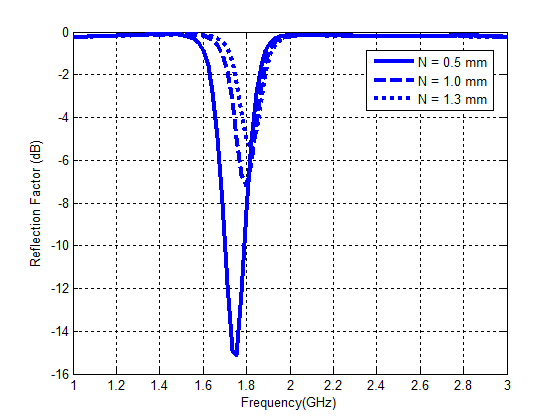 0
-2
-4
-6
-8
-10
-12
-14
-16
Reflection Factor (dB)
N = 0.5 mm
N = 1.0 mm
N = 1.3 mm
1 1.2 1.4 1.6 1.8 2 2.2 2.4 2.6 2.8 3
Frequency(GHz)